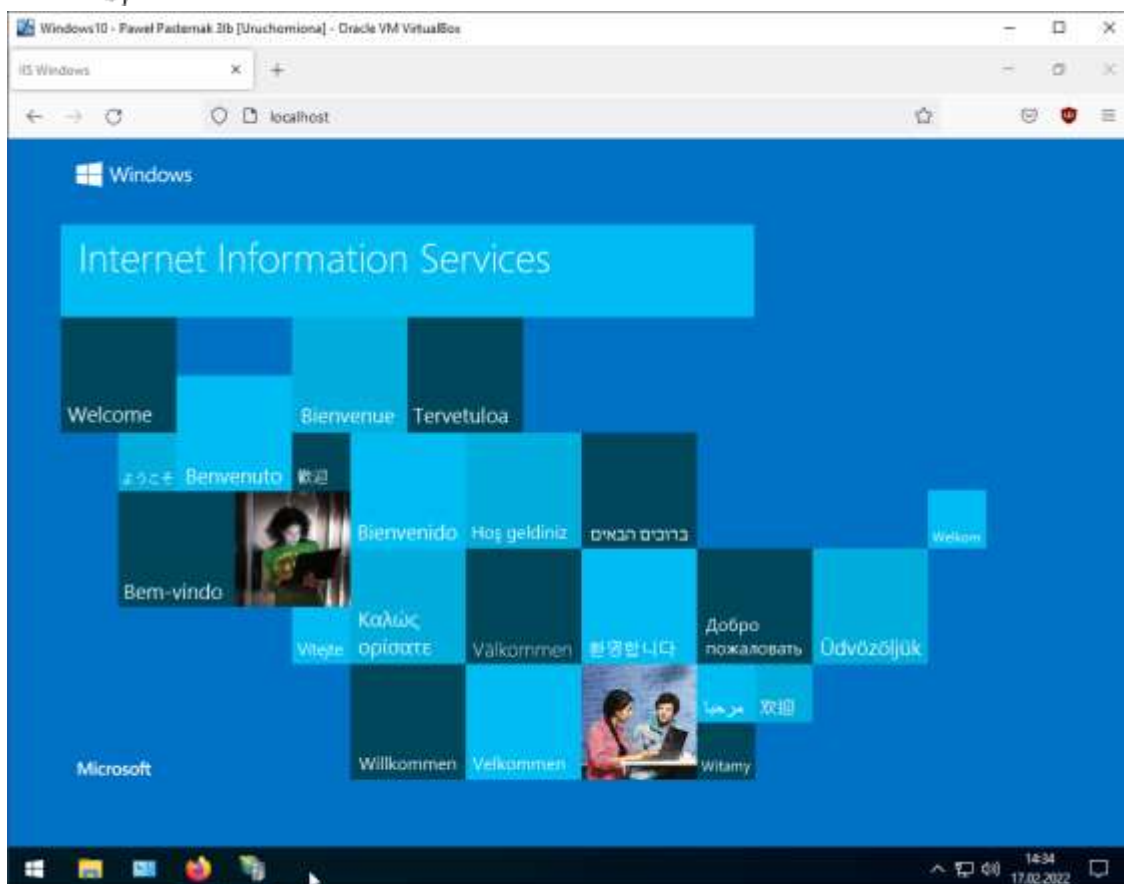 Windows10 - Paweł Pasternak 3lb [Uruchomiona] - Oracle VM VirtualBox
IIS Windows
localhost
Windows
Internet Information Services
Welcome
Bienvenue
Tervetuloa
ようこそ
Benvenuto
歡迎
Bienvenido
Hoş geldiniz
ברוכים הבאים
Welkom
Bem-vindo
Vítejte
Καλώς
ορίσατε
Välkommen
환영합니다
Добро
пожаловать
Üdvözöljük
مرحبا
欢迎
Microsoft
Willkommen
Velkommen
Witamy
14:34
17.02.2022